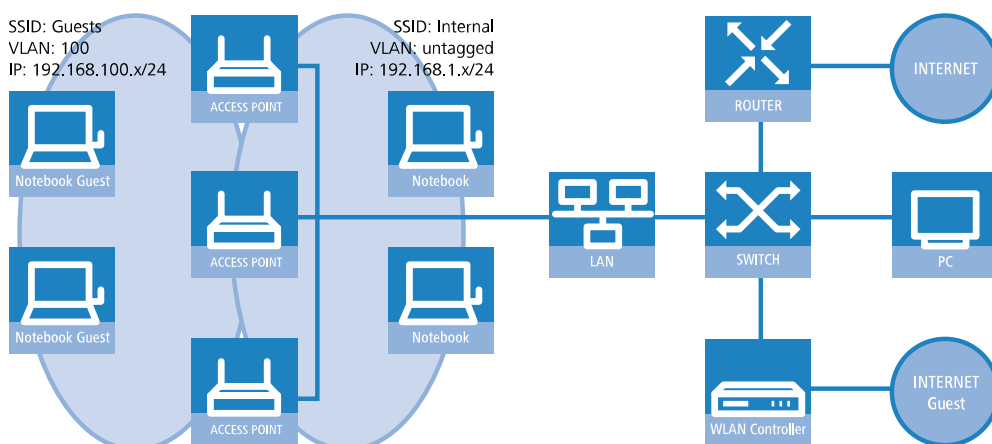 SSID: Guests
VLAN: 100
IP: 192.168.100.x/24
SSID: Internal
VLAN: untagged
IP: 192.168.1.x/24
ACCESS POINT
ROUTER
INTERNET
Notebook Guest
Notebook
ACCESS POINT
LAN
SWITCH
PC
Notebook Guest
Notebook
ACCESS POINT
WLAN Controller
INTERNET
Guest